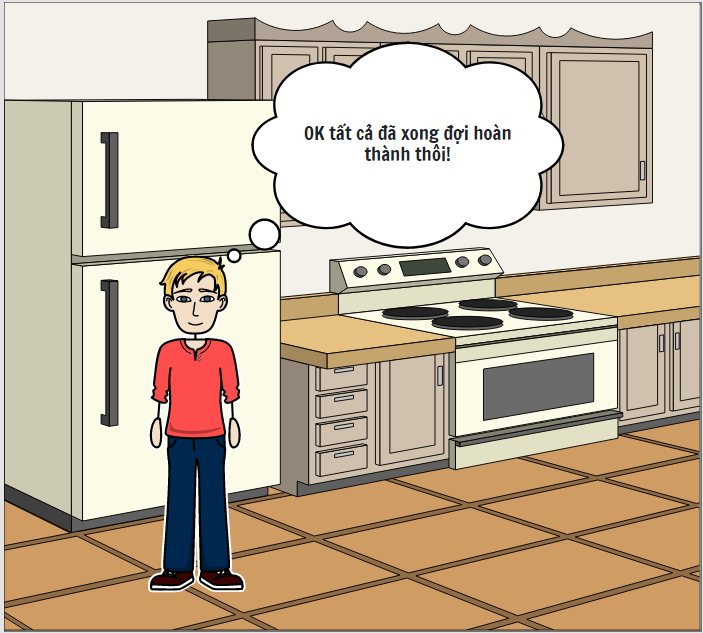 OK tất cả đã xong đợi hoàn
thành thôi!